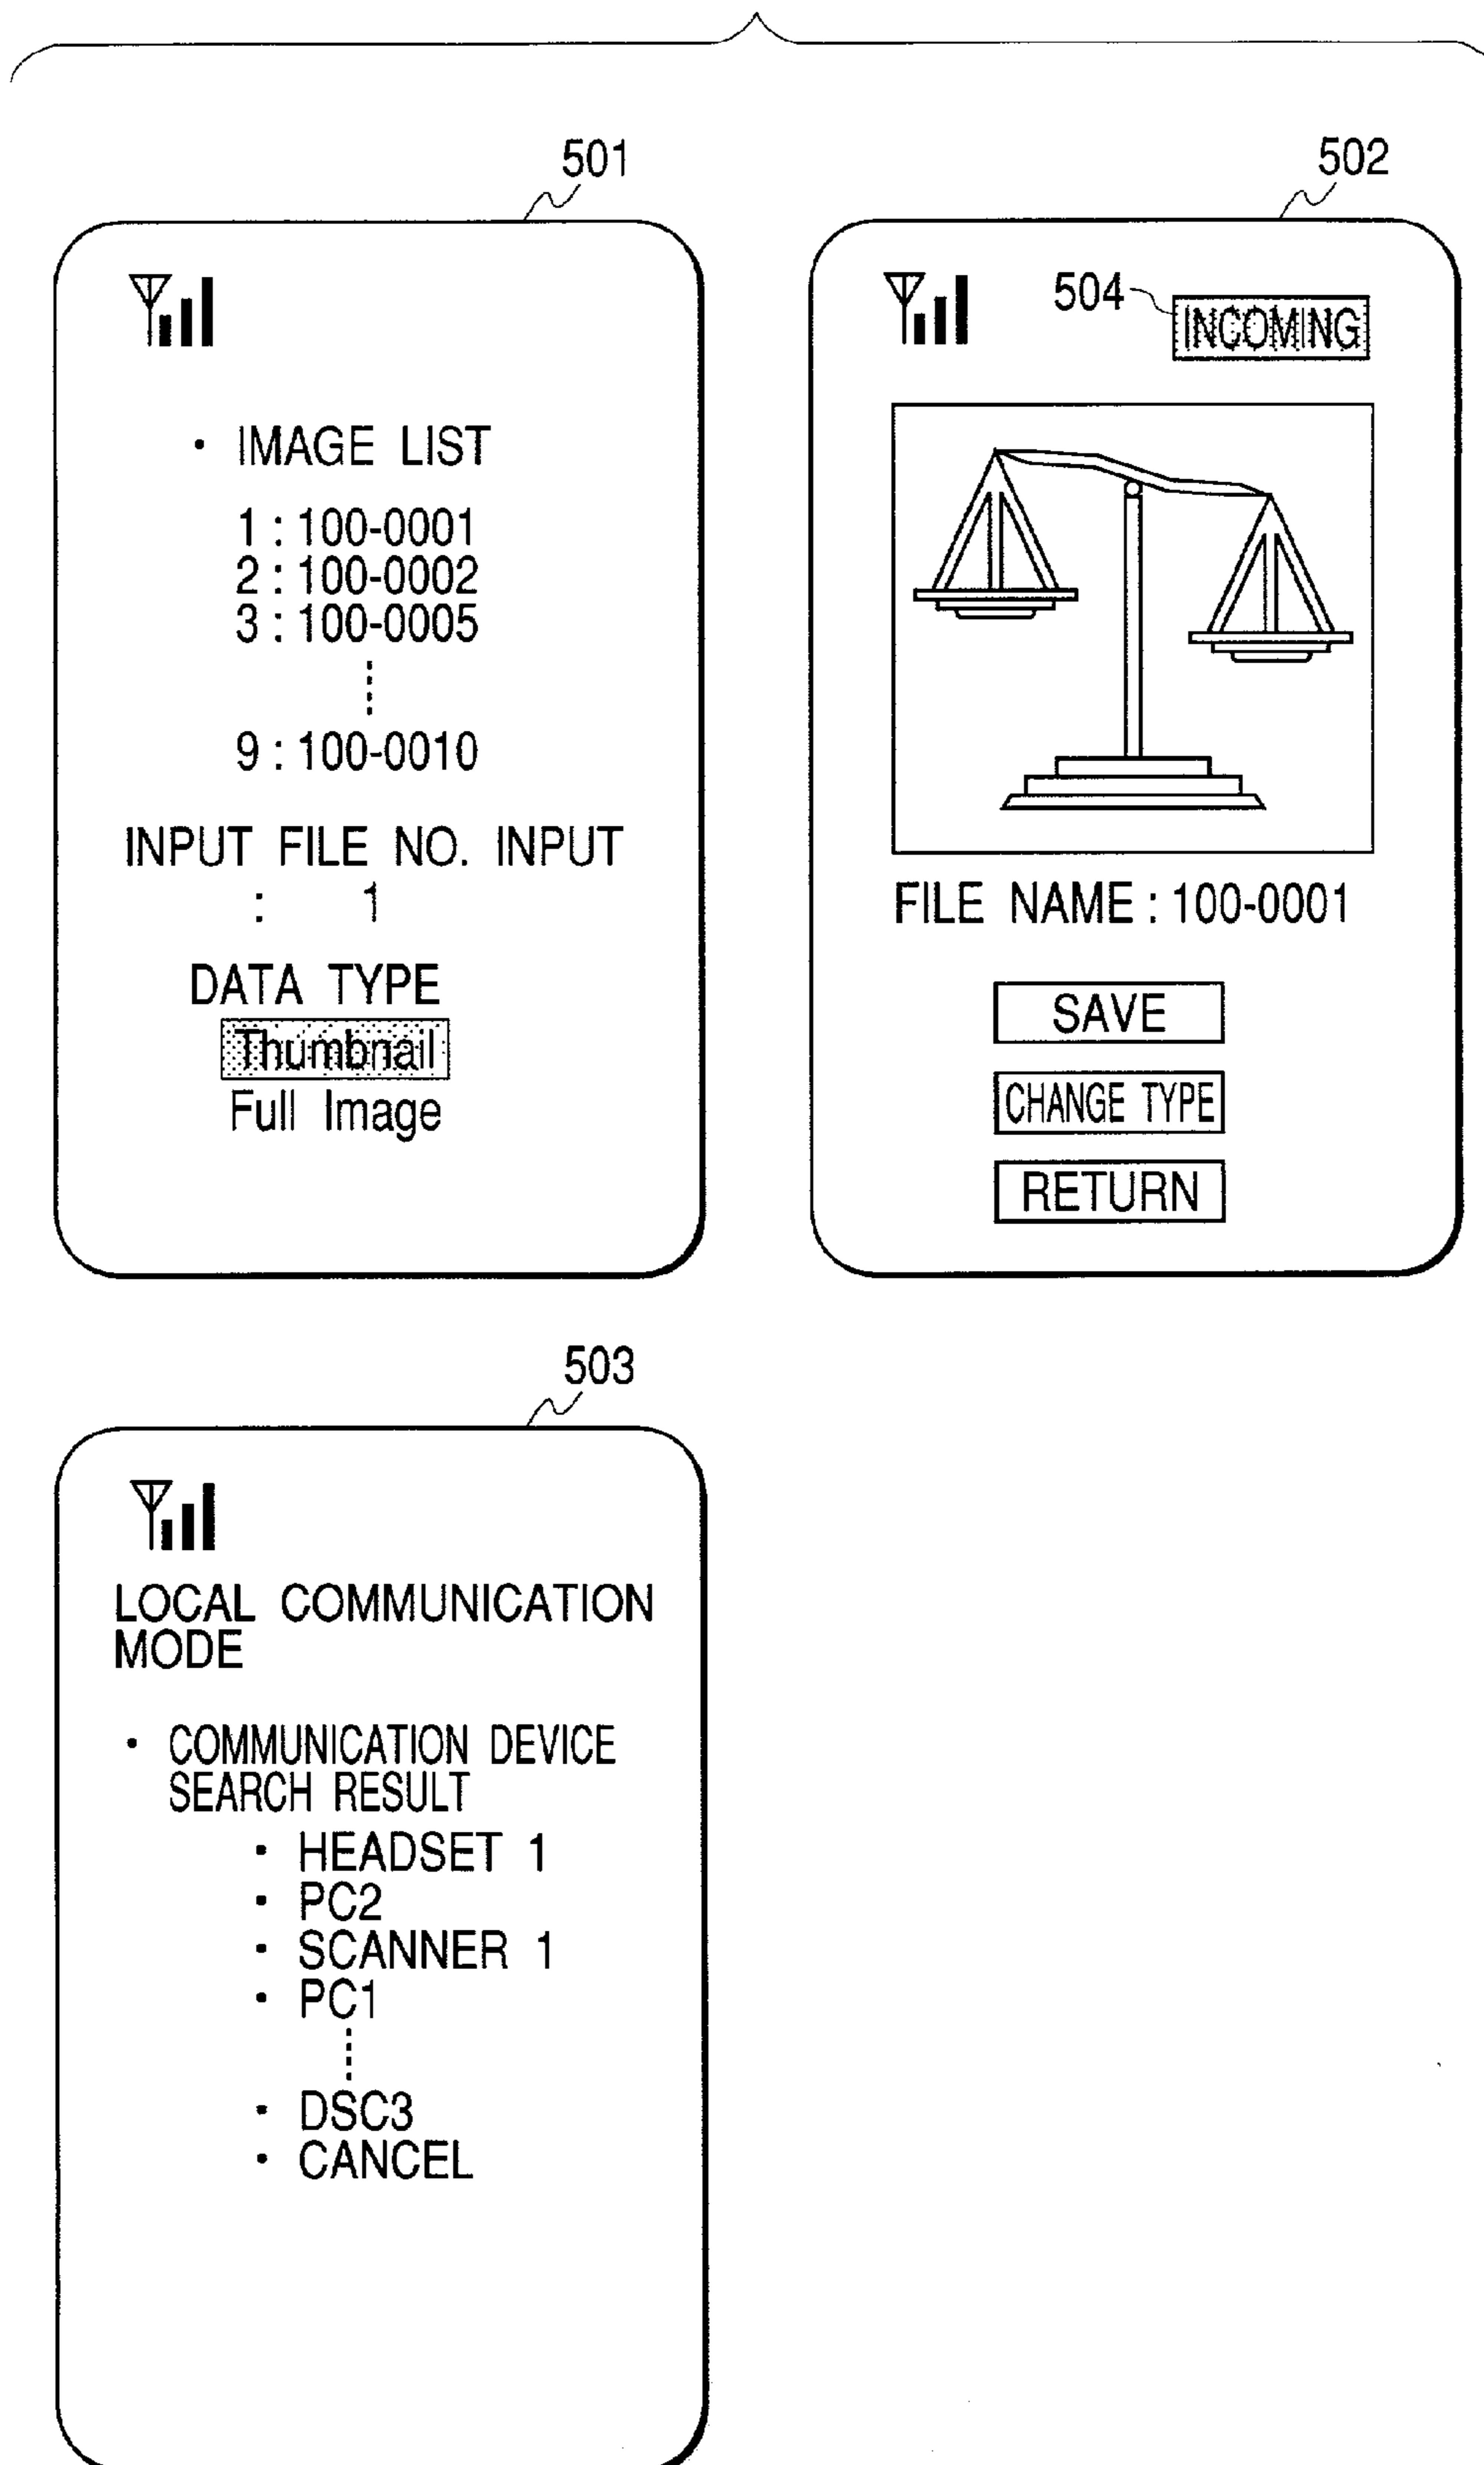 501
· IMAGE LIST
1 : 100-0001
2 : 100-0002
3 : 100-0005
9 : 100-0010
INPUT FILE NO. INPUT
: 1
DATA TYPE
Thumbnail
Full Image
502
504
INCOMING
FILE NAME : 100-0001
SAVE
CHANGE TYPE
RETURN
503
LOCAL COMMUNICATION
MODE
· COMMUNICATION DEVICE
SEARCH RESULT
· HEADSET 1
· PC2
· SCANNER 1
· PC1
· DSC3
· CANCEL